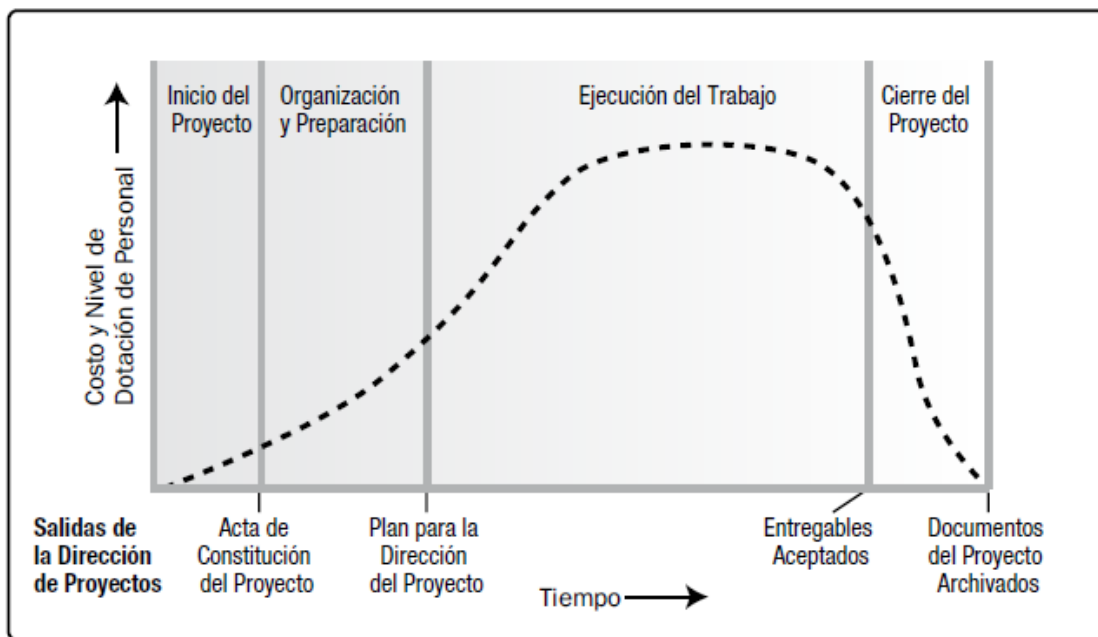 Inicio del
Proyecto
Organización
y Preparación
Ejecución del Trabajo
Cierre del
Proyecto
Costo y Nivel de
Dotación de Personal
Salidas de
la Dirección
de Proyectos
Acta de
Constitución
del Proyecto
Plan para la
Dirección
del Proyecto
Entregables
Aceptados
Documentos
del Proyecto
Archivados
Tiempo